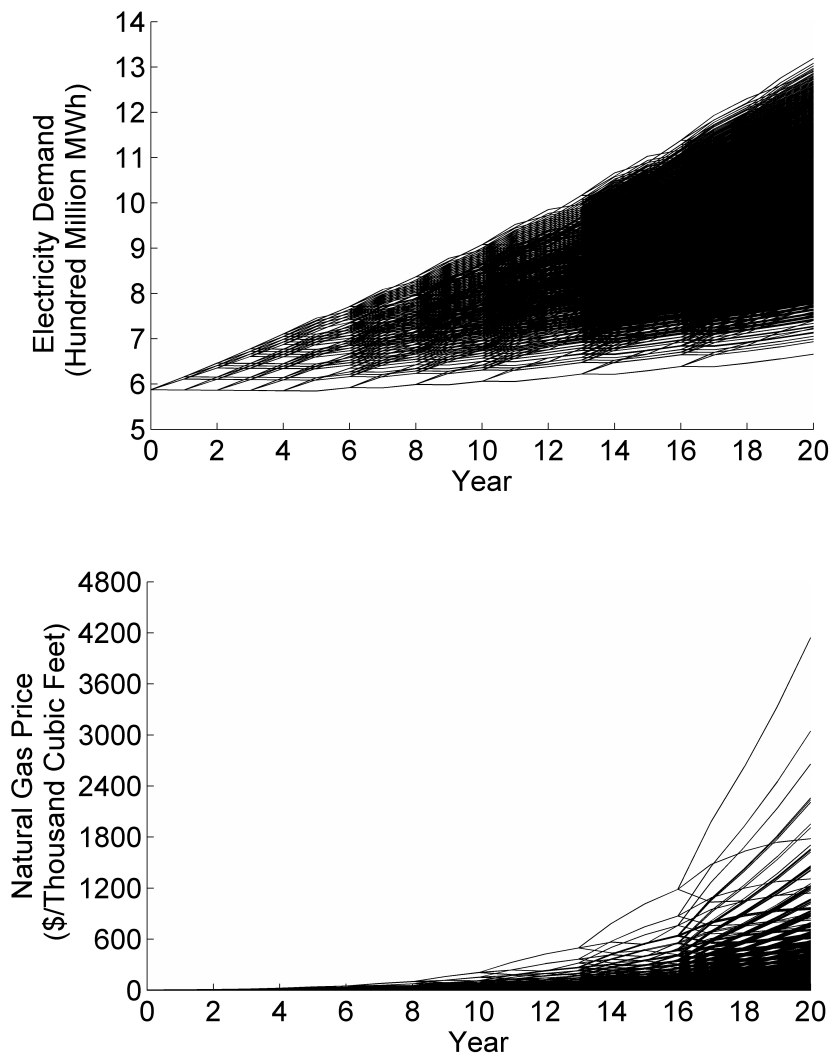 14
13
12
11
10
9
8
7
6
5
Electricity Demand
(Hundred Million MWh)
0 2 4 6 8 10 12 14 16 18 20
Year
4800
4200
3600
3000
2400
1800
1200
600
0
Natural Gas Price
($/Thousand Cubic Feet)
0 2 4 6 8 10 12 14 16 18 20
Year